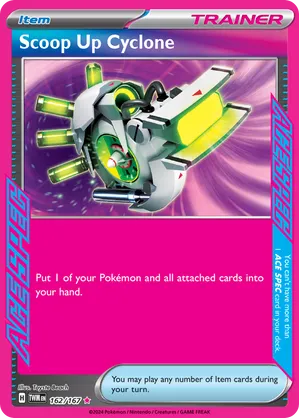 Item
TRAINER
Scoop Up Cyclone
ACE SPEC
ACE SPEC
You can't have more than
1 ACE SPEC card in your deck.
Put 1 of your Pokémon and all attached cards into
your hand.
Illus. Toyste Beach
H TWM EN 162/167
You may play any number of Item cards during
your turn.
©2024 Pokémon / Nintendo / Creatures / GAME FREAK